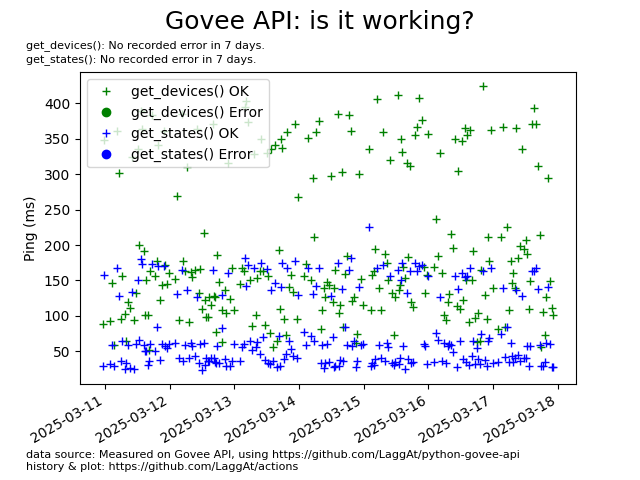 Govee API: is it working?
get_devices(): No recorded error in 7 days.
get_states(): No recorded error in 7 days.
get_devices() OK
get_devices() Error
get_states() OK
get_states() Error
Ping (ms)
400
350
300
250
200
150
100
50
2025-03-11
2025-03-12
2025-03-13
2025-03-14
2025-03-15
2025-03-16
2025-03-17
2025-03-18
data source: Measured on Govee API, using https://github.com/LaggAt/python-govee-api
history & plot: https://github.com/LaggAt/actions